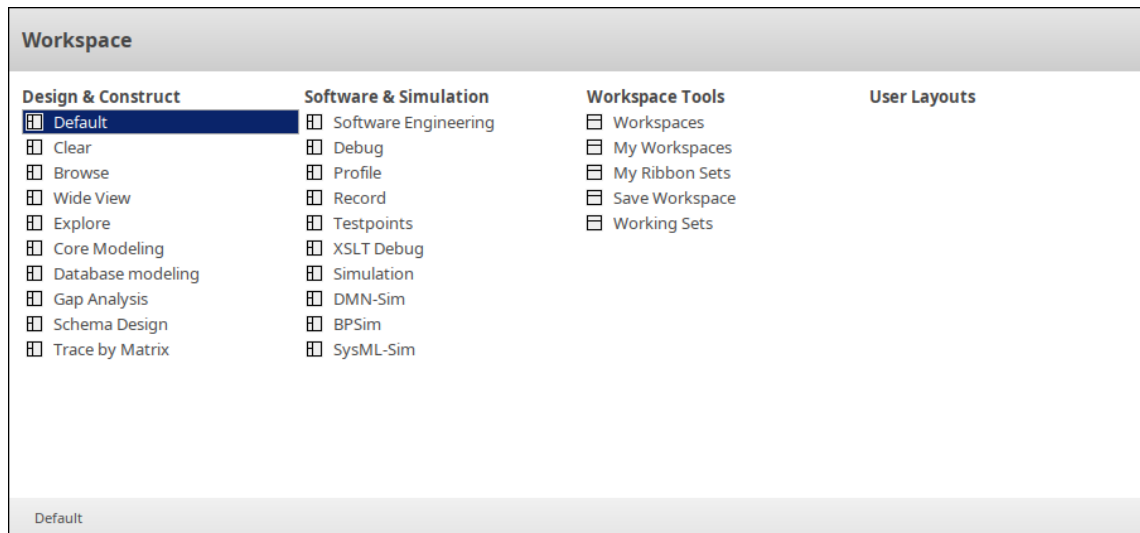 Workspace
Design & Construct
Default
Clear
Browse
Wide View
Explore
Core Modeling
Database modeling
Gap Analysis
Schema Design
Trace by Matrix
Software & Simulation
Software Engineering
Debug
Profile
Record
Testpoints
XSLT Debug
Simulation
DMN-Sim
BPSim
SysML-Sim
Workspace Tools
Workspaces
My Workspaces
My Ribbon Sets
Save Workspace
Working Sets
User Layouts
Default